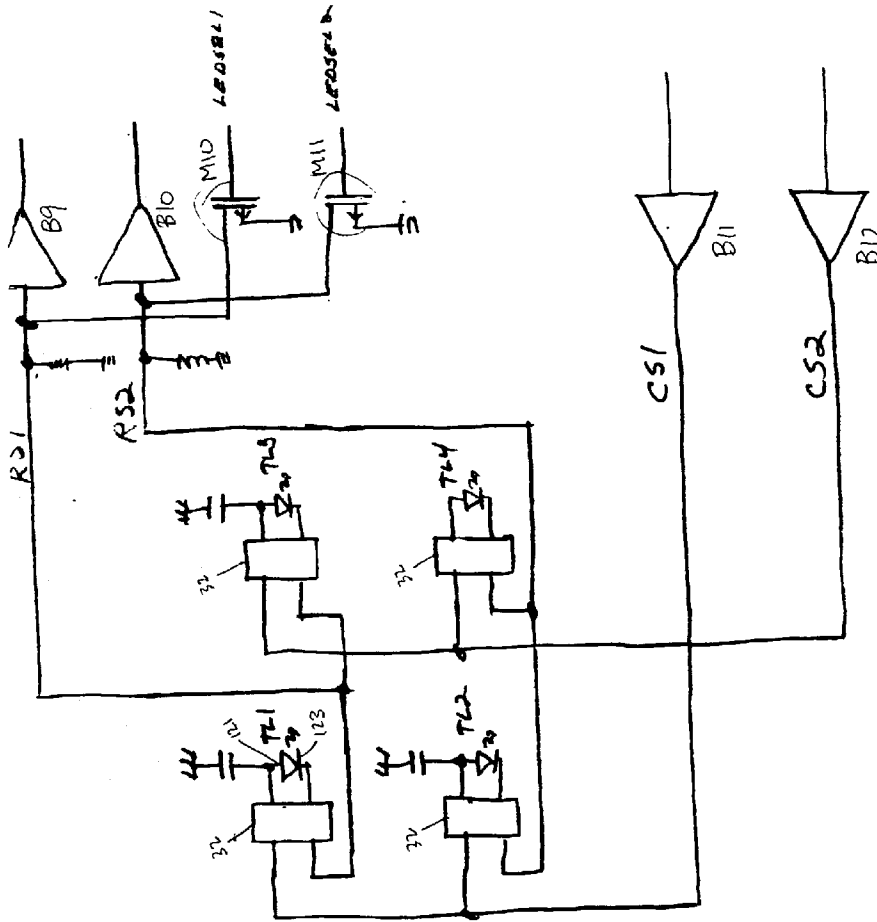 LEDSEL1
LEDSEL2
B9
B10
M10
M11
B11
B12
RS1
RS2
CS1
CS2
TL3
TL4
32
32
TL1
121
123
TL2
32
32